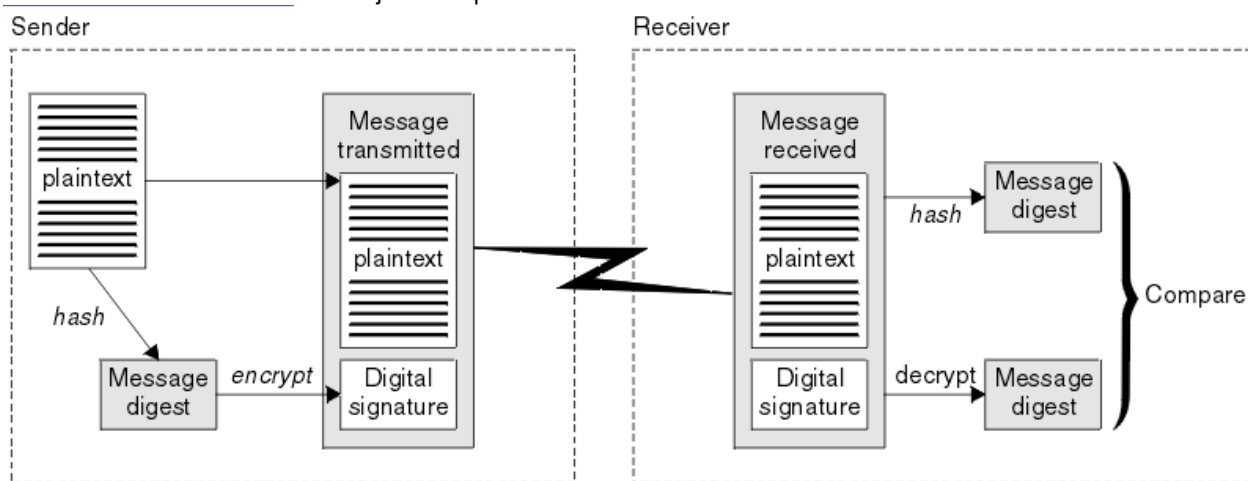 Sender
Receiver
plaintext
hash
Message
digest
encrypt
Message
transmitted
plaintext
Digital
signature
Message
received
plaintext
Digital
signature
hash
Message
digest
decrypt
Message
digest
Compare